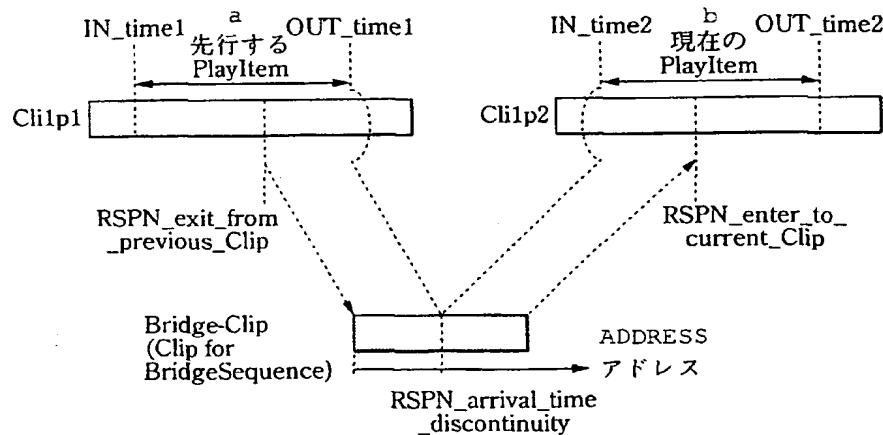 a
IN_time1
先行する
OUT_time1
PlayItem
b
IN_time2
現在の
OUT_time2
PlayItem
Cli1p1
Cli1p2
RSPN_exit_from
_previous_Clip
RSPN_enter_to_
current_Clip
Bridge-Clip
(Clip for
BridgeSequence)
ADDRESS
アドレス
RSPN_arrival_time
_discontinuity